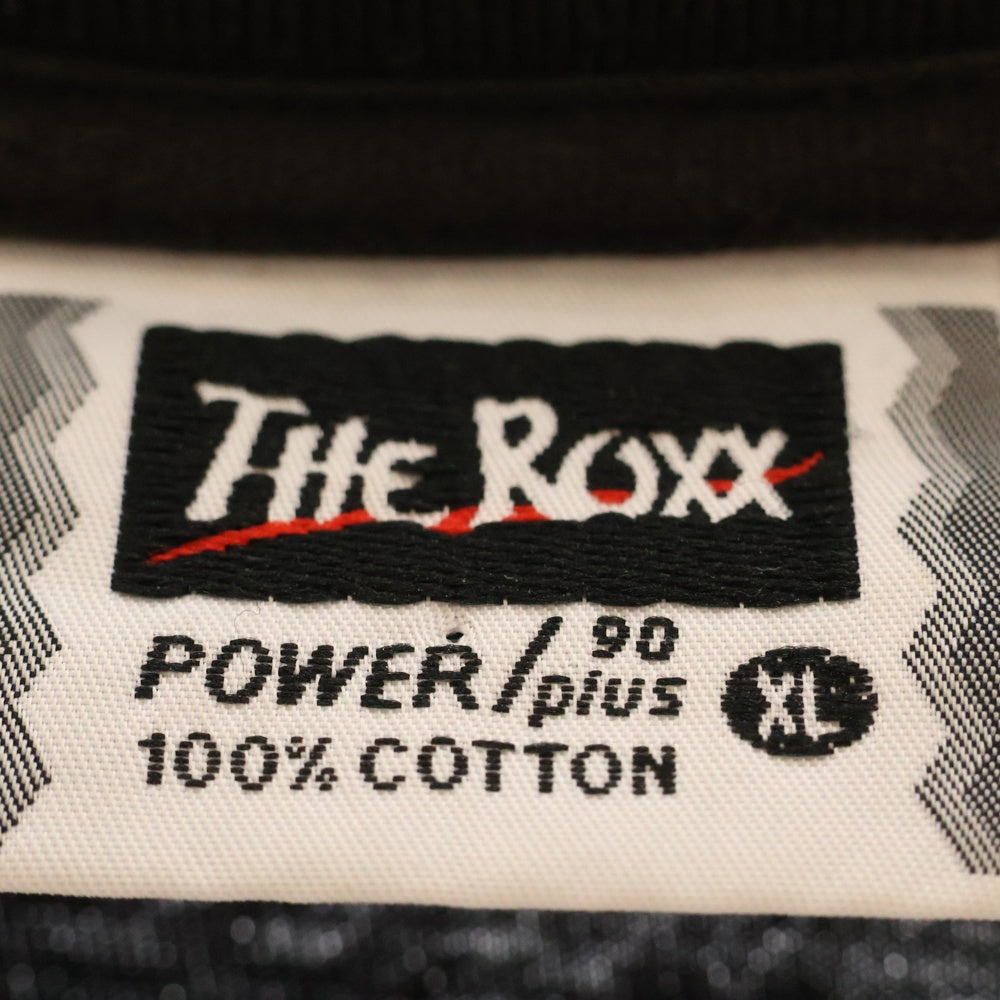 THE ROXX
POWER/90 plus
XL
100% COTTON